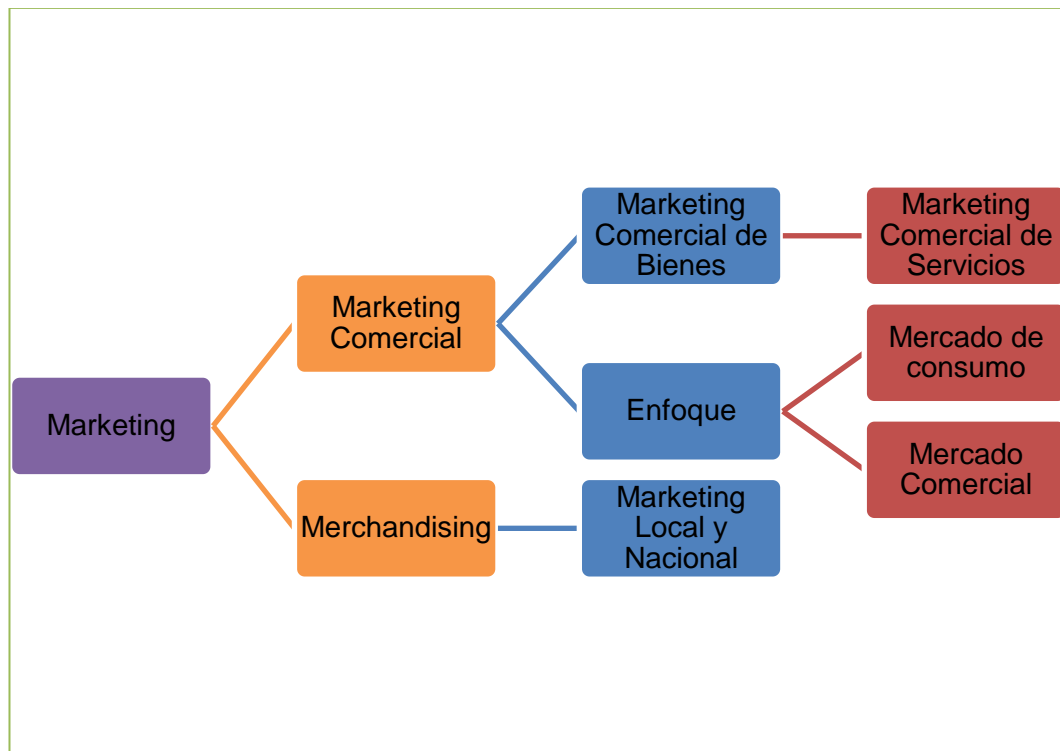 Marketing
Marketing
Comercial
Merchandising
Marketing
Comercial de
Bienes
Enfoque
Marketing
Local y
Nacional
Marketing
Comercial de
Servicios
Mercado de
consumo
Mercado
Comercial